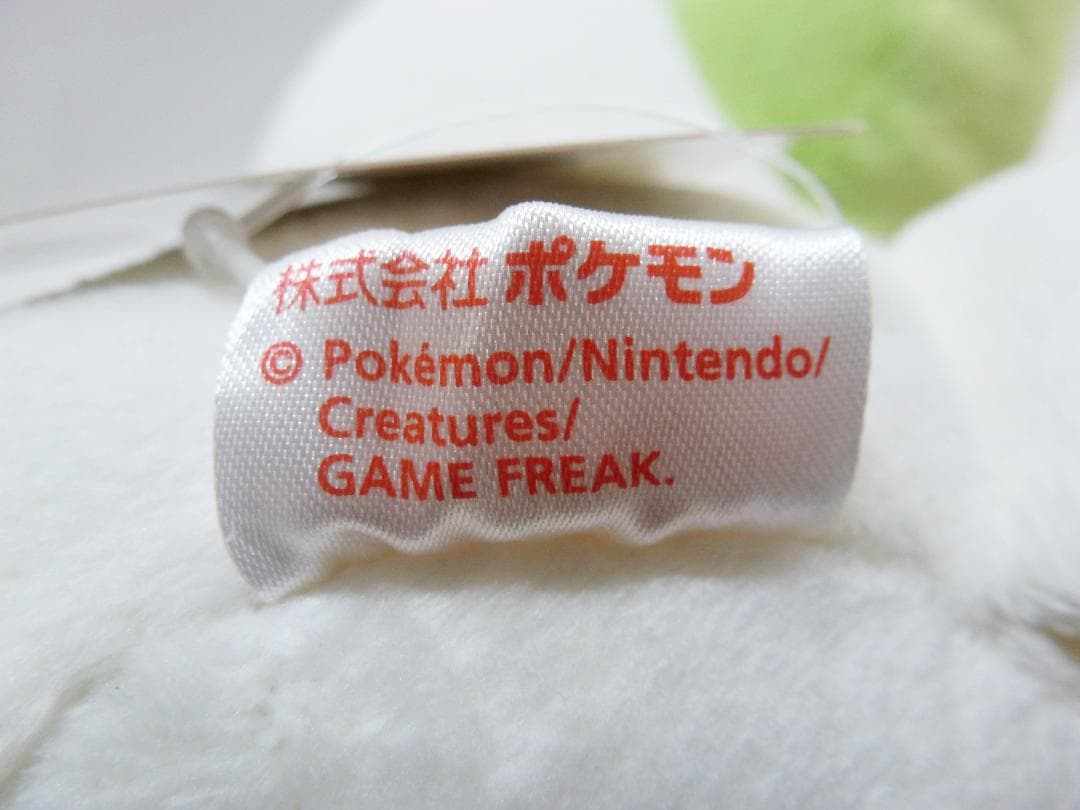 株式会社 ポケモン
© Pokémon/Nintendo/
Creatures/
GAME FREAK.